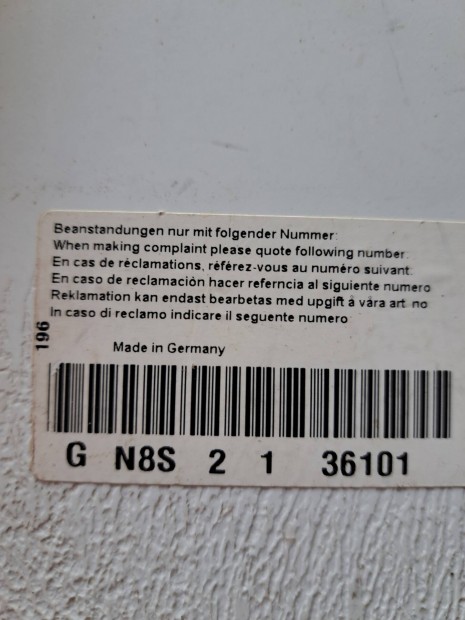 Beanstandungen nur mit folgender Nummer:
When making complaint please quote following number:
En cas de réclamations, référez-vous au numéro suivant:
En caso de reclamación hacer referncia al siguiente numero
Reklamation kan endast bearbetas med uppgift å våra art. no
In caso di reclamo indicare il seguente numero
196
Made in Germany
G N8S 2 1 36101